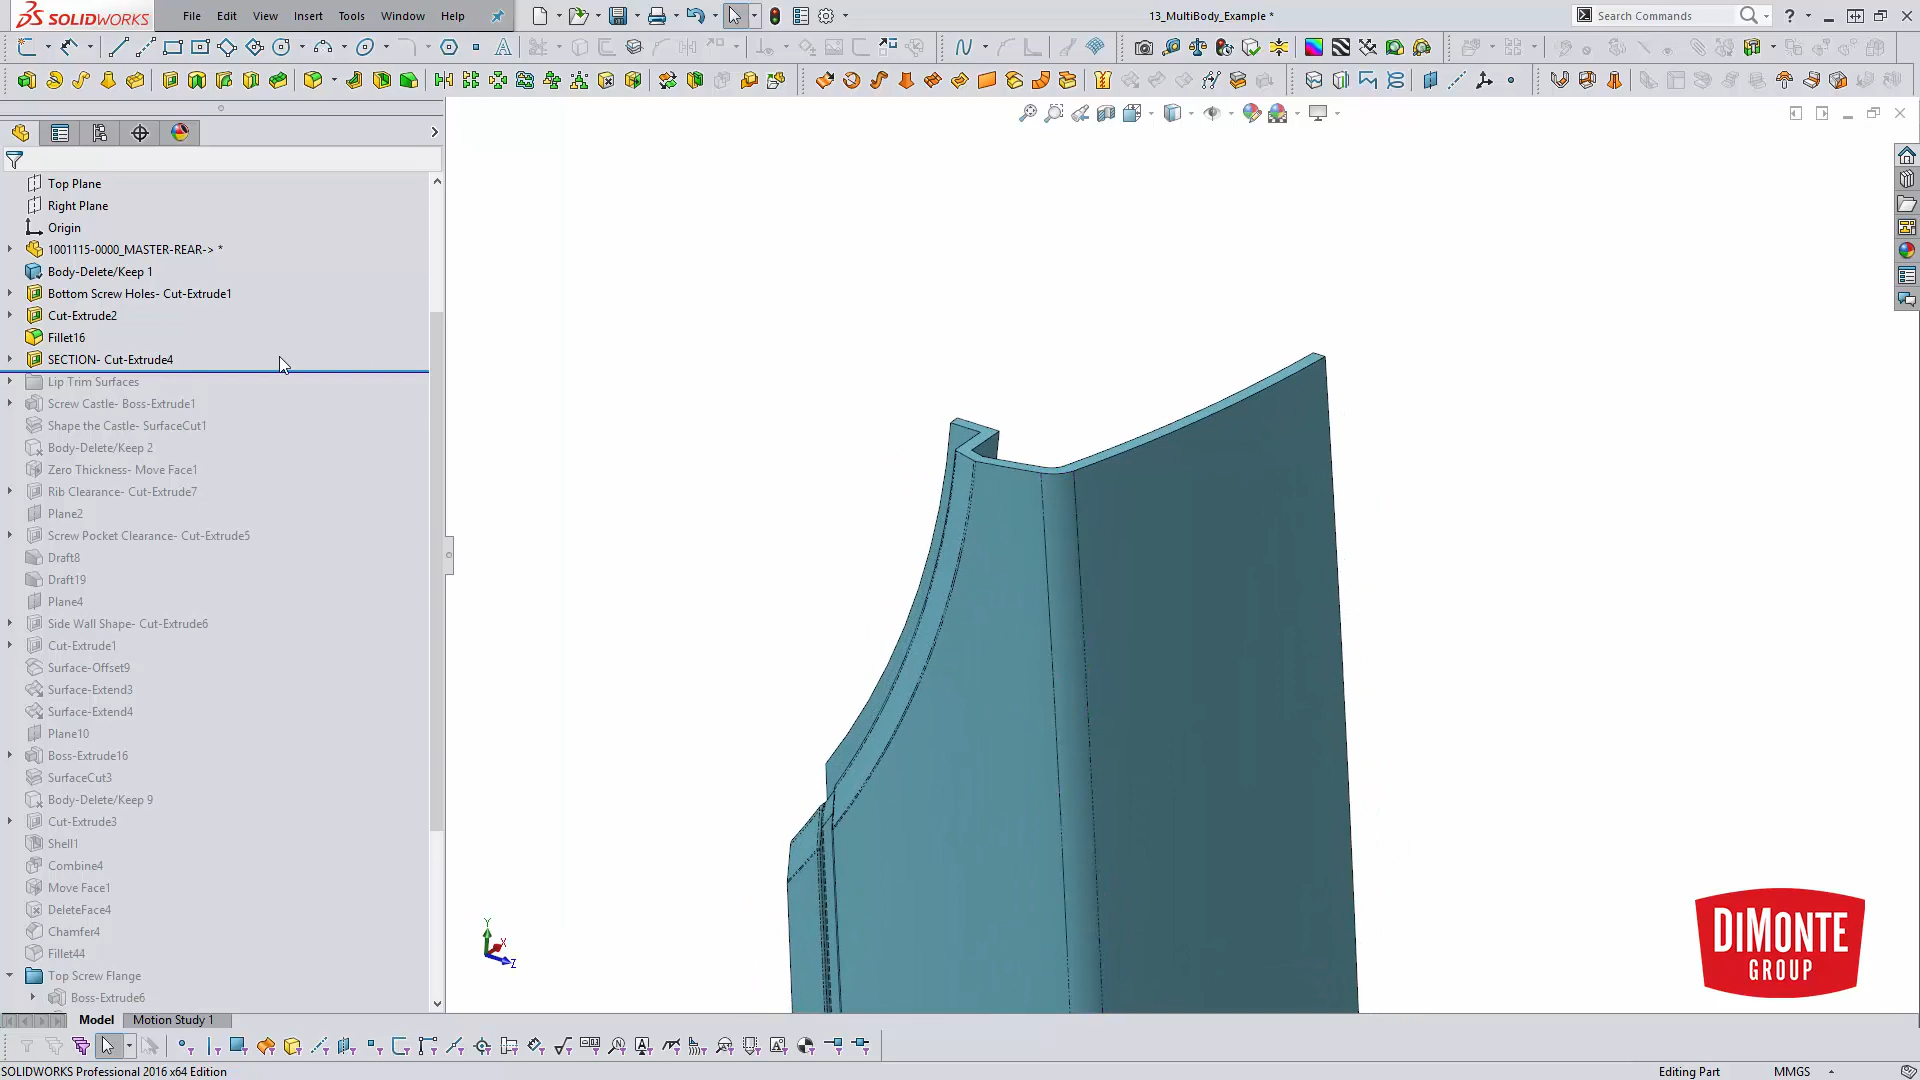 SOLIDWORKS
File Edit View Insert Tools Window Help
13_MultiBody_Example *
Search Commands
Top Plane
Right Plane
Origin
1001115-0000_MASTER-REAR-> *
Body-Delete/Keep 1
Bottom Screw Holes- Cut-Extrude1
Cut-Extrude2
Fillet16
SECTION- Cut-Extrude4
Lip Trim Surfaces
Screw Castle- Boss-Extrude1
Shape the Castle- SurfaceCut1
Body-Delete/Keep 2
Zero Thickness- Move Face1
Rib Clearance- Cut-Extrude7
Plane2
Screw Pocket Clearance- Cut-Extrude5
Draft8
Draft19
Plane4
Side Wall Shape- Cut-Extrude6
Cut-Extrude1
Surface-Offset9
Surface-Extend3
Surface-Extend4
Plane10
Boss-Extrude16
SurfaceCut3
Body-Delete/Keep 9
Cut-Extrude3
Shell1
Combine4
Move Face1
DeleteFace4
Chamfer4
Fillet44
Top Screw Flange
Boss-Extrude6
Y
X
Z
DiMONTE
GROUP
Model Motion Study 1
SOLIDWORKS Professional 2016 x64 Edition
Editing Part
MMGS